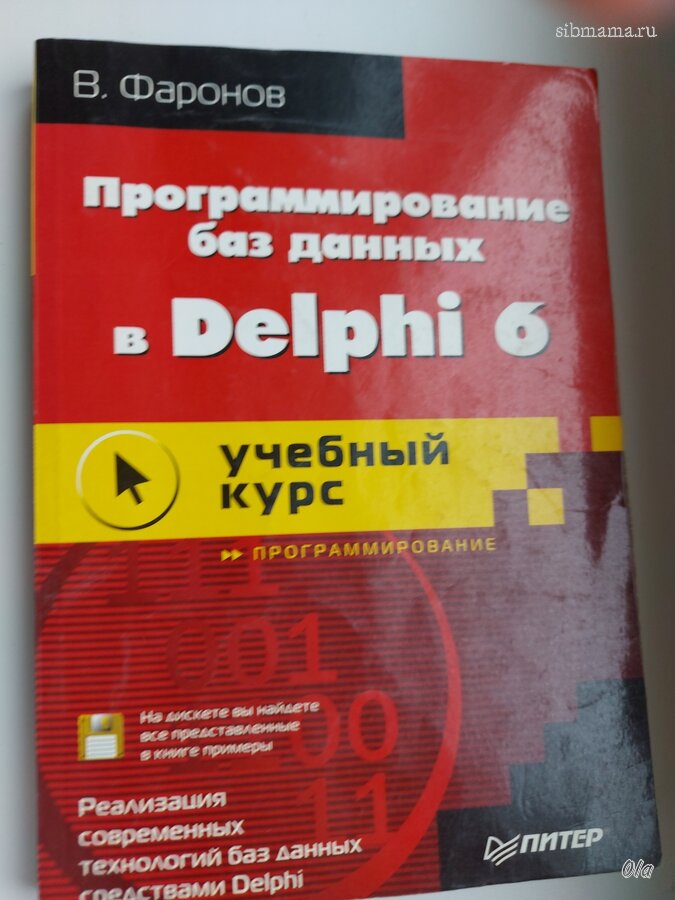 sibmama.ru
В. Фаронов
Программирование
баз данных
в Delphi 6
учебный
курс
ПРОГРАММИРОВАНИЕ
111
001
00
11
На дискете вы найдете
все представленные
в книге примеры
Реализация
современных
технологий баз данных
средствами Delphi
ПИТЕР
Ola